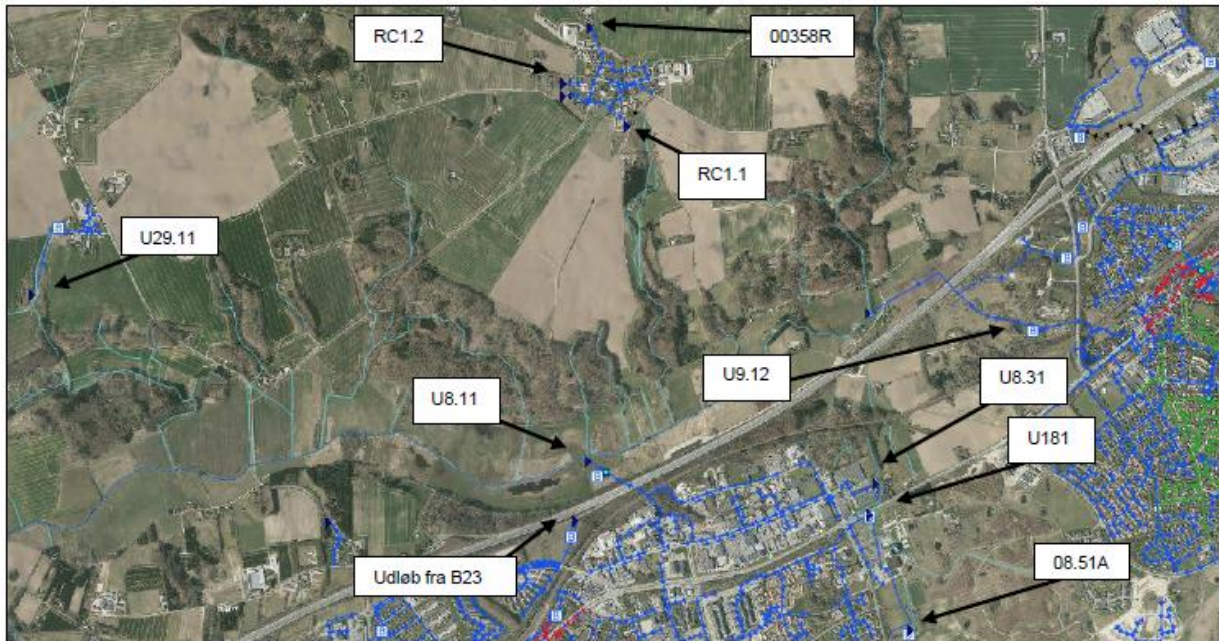 RC1.2
00358R
RC1.1
U29.11
U9.12
U8.31
U8.11
U181
Udløb fra B23
08.51A
B
B
B
B
B
B
B
B
B
B